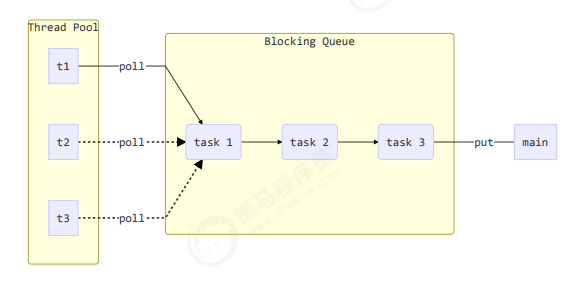 Thread Pool
Blocking Queue
t1
poll
t2
poll
task 1
task 2
task 3
put
main
t3
poll
黑马程序员
www.itheima.com